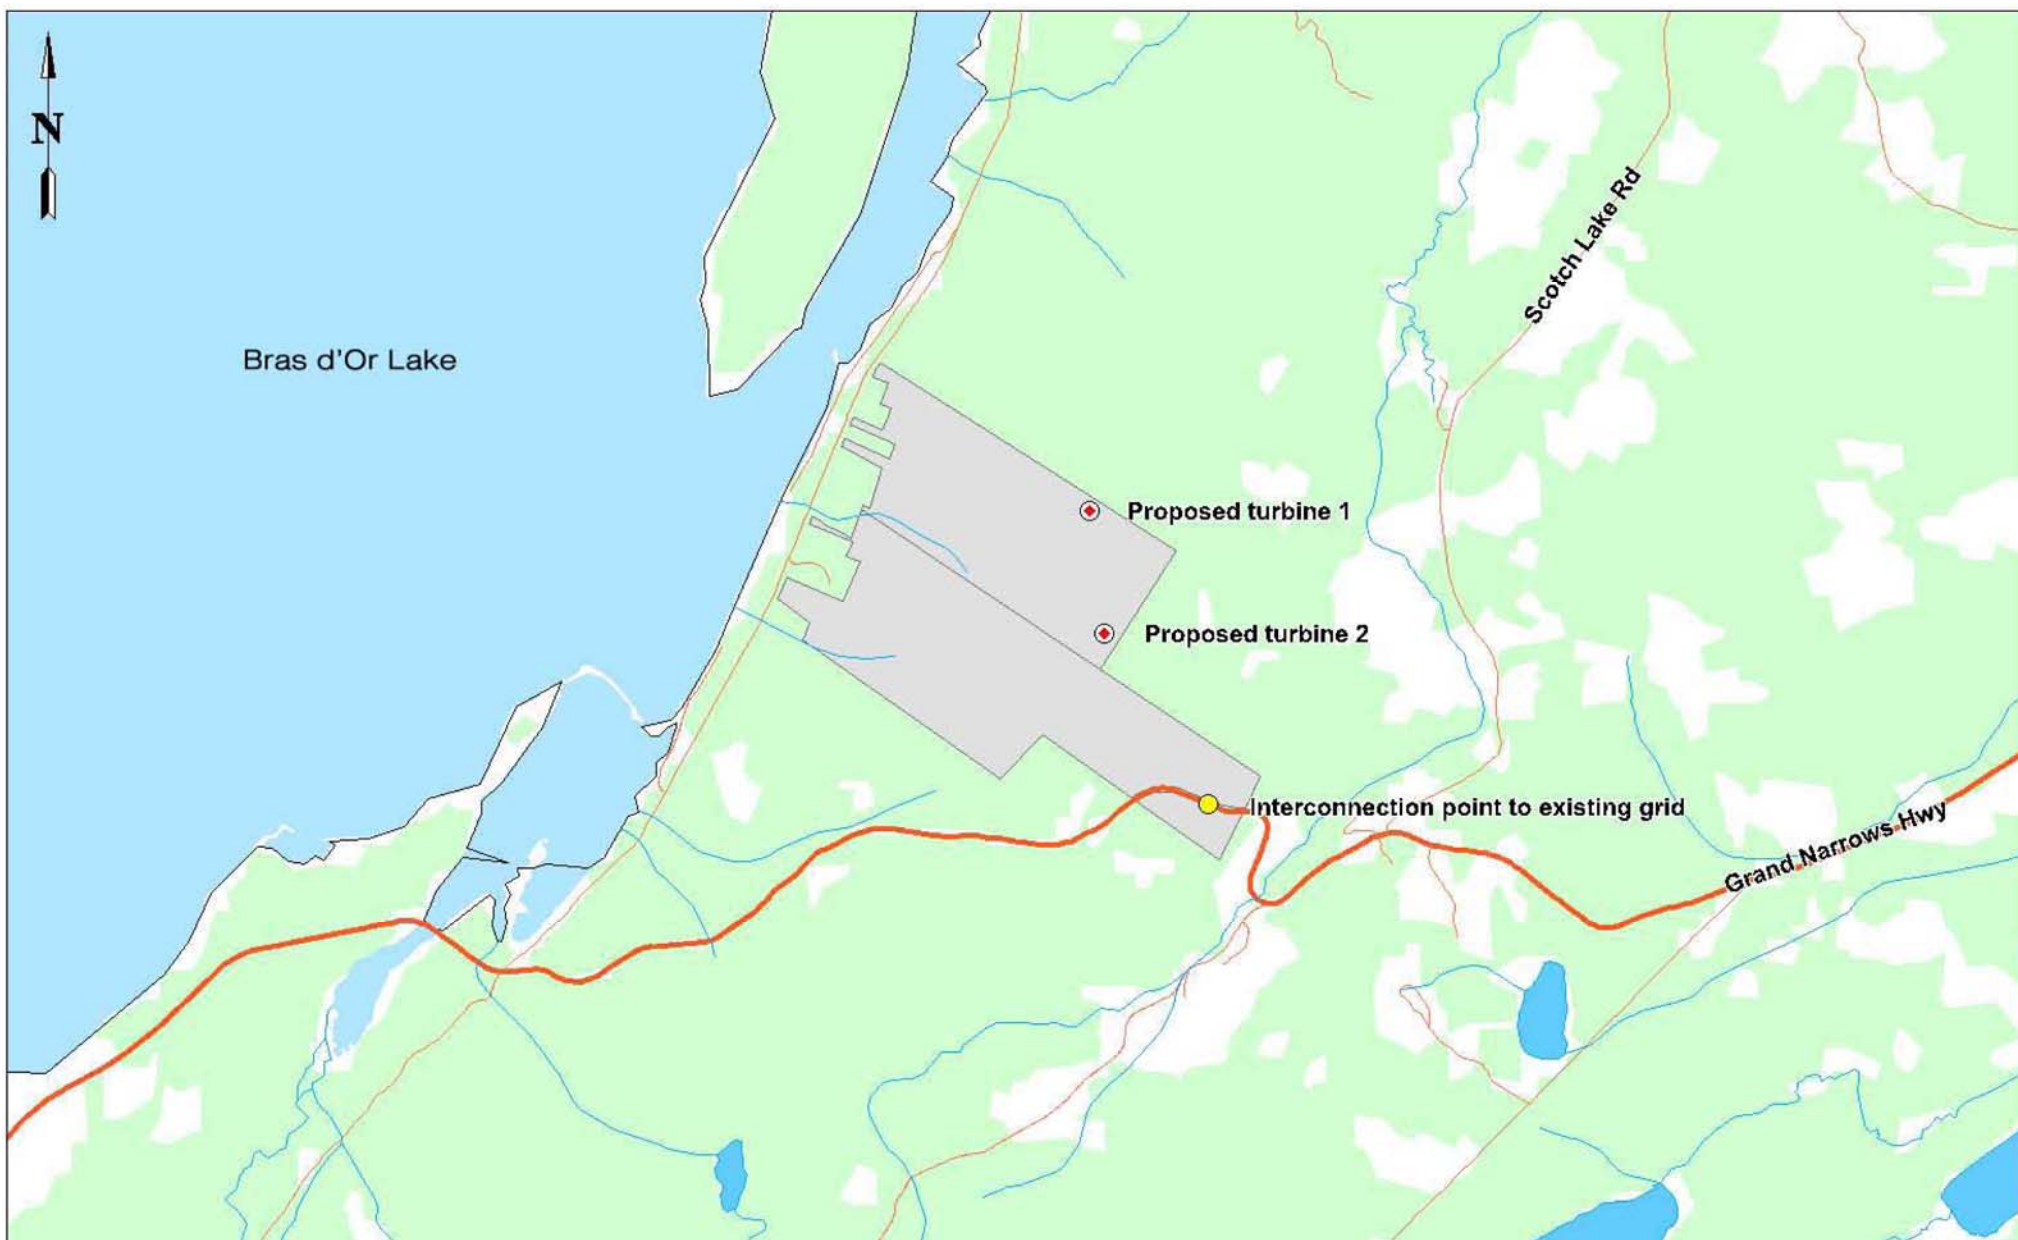 N
Scotch Lake Rd
Bras d'Or Lake
Proposed turbine 1
Proposed turbine 2
Interconnection point to existing grid
Grand Narrows Hwy